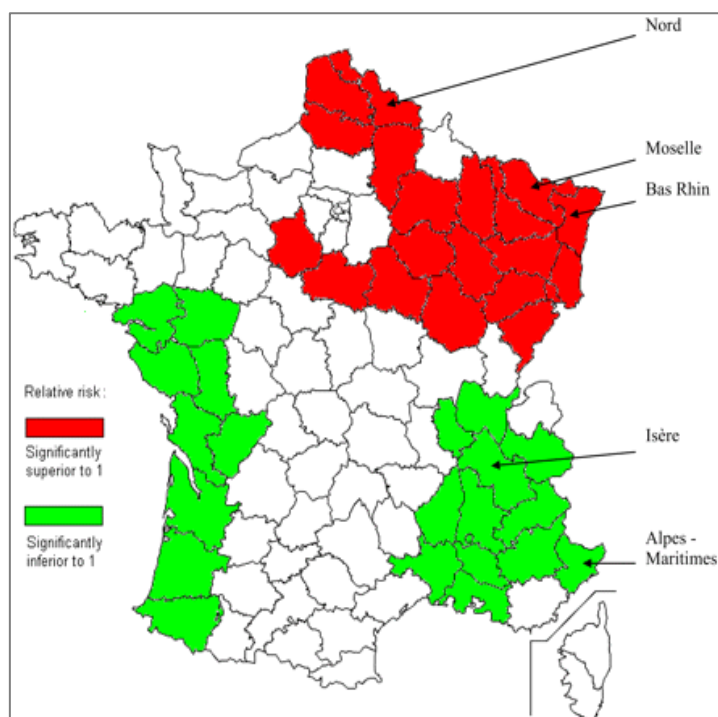 Nord
Moselle
Bas Rhin
Relative risk :
Significantly
superior to 1
Isère
Significantly
inferior to 1
Alpes -
Maritimes